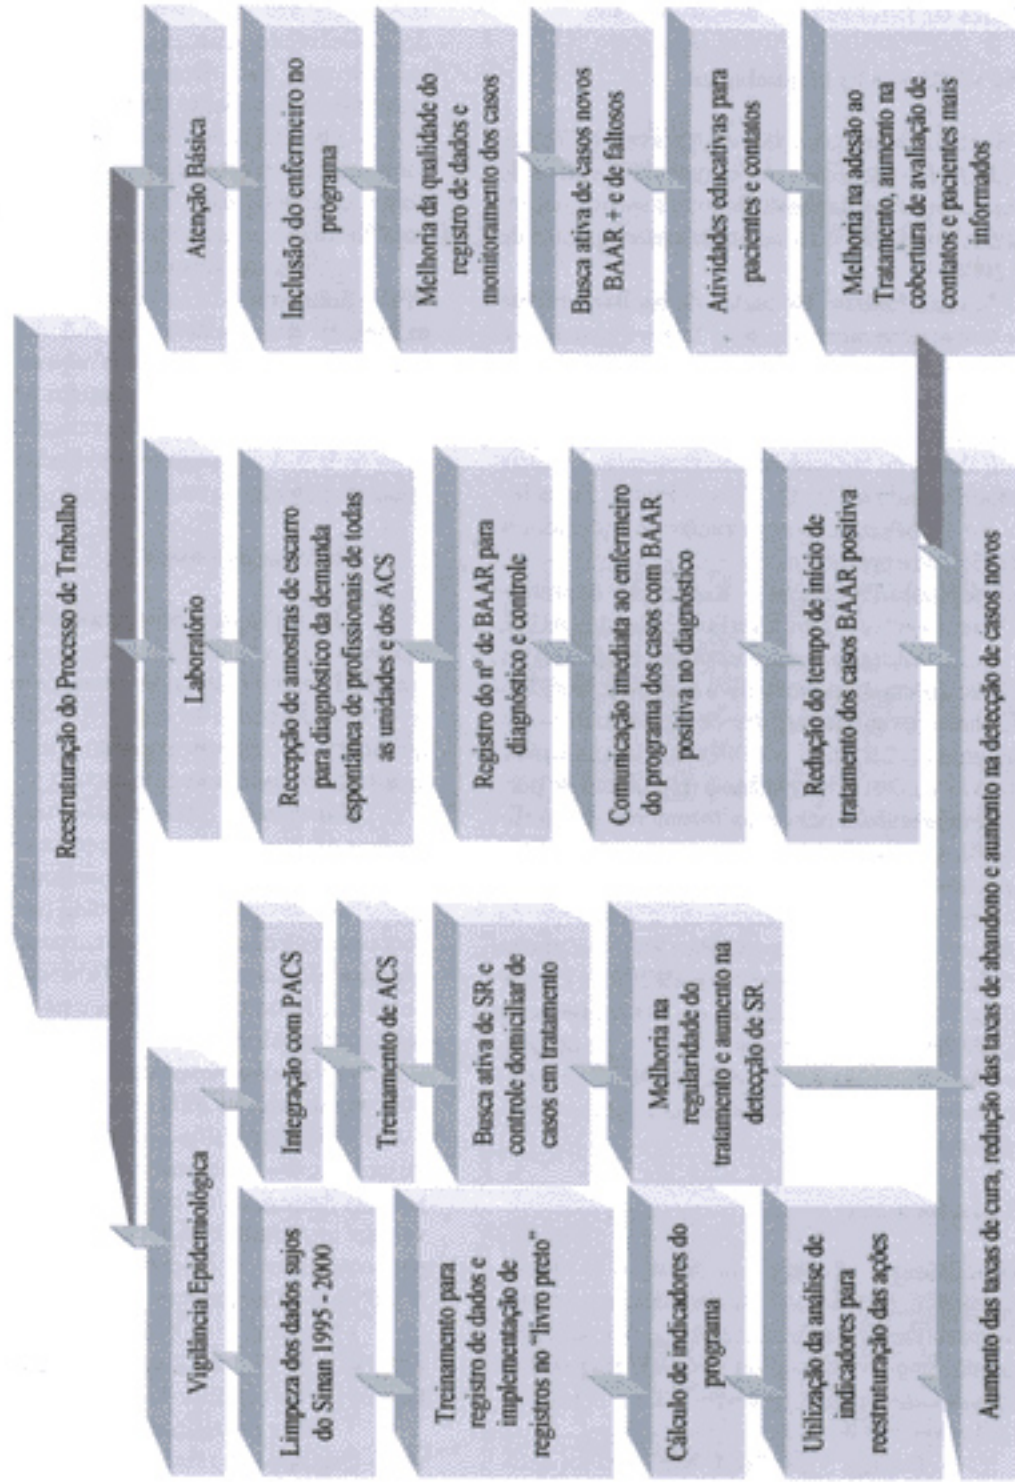 Reestruturação do Processo de Trabalho
Vigilância Epidemiológica
Limpeza dos dados sujos
do Sinan 1995 - 2000
Treinamento para
registro de dados e
implementação de
registros no "livro preto"
Cálculo de indicadores do
programa
Utilização da análise de
indicadores para
reestruturação das ações
Integração com PACS
Treinamento de ACS
Busca ativa de SR e
controle domiciliar de
casos em tratamento
Melhoria na
regularidade do
tratamento e aumento na
detecção de SR
Laboratório
Recepção de amostras de escarro
para diagnóstico da demanda
espontânea de profissionais de todas
as unidades e dos ACS
Registro do nº de BAAR para
diagnóstico e controle
Comunicação imediata ao enfermeiro
do programa dos casos com BAAR
positiva no diagnóstico
Redução do tempo de início de
tratamento dos casos BAAR positiva
Atenção Básica
Inclusão do enfermeiro no
programa
Melhoria da qualidade do
registro de dados e
monitoramento dos casos
Busca ativa de casos novos
BAAR + e de faltosos
Atividades educativas para
pacientes e contatos
Melhoria na adesão ao
Tratamento, aumento na
cobertura de avaliação de
contatos e pacientes mais
informados
Aumento das taxas de cura, redução das taxas de abandono e aumento na detecção de casos novos